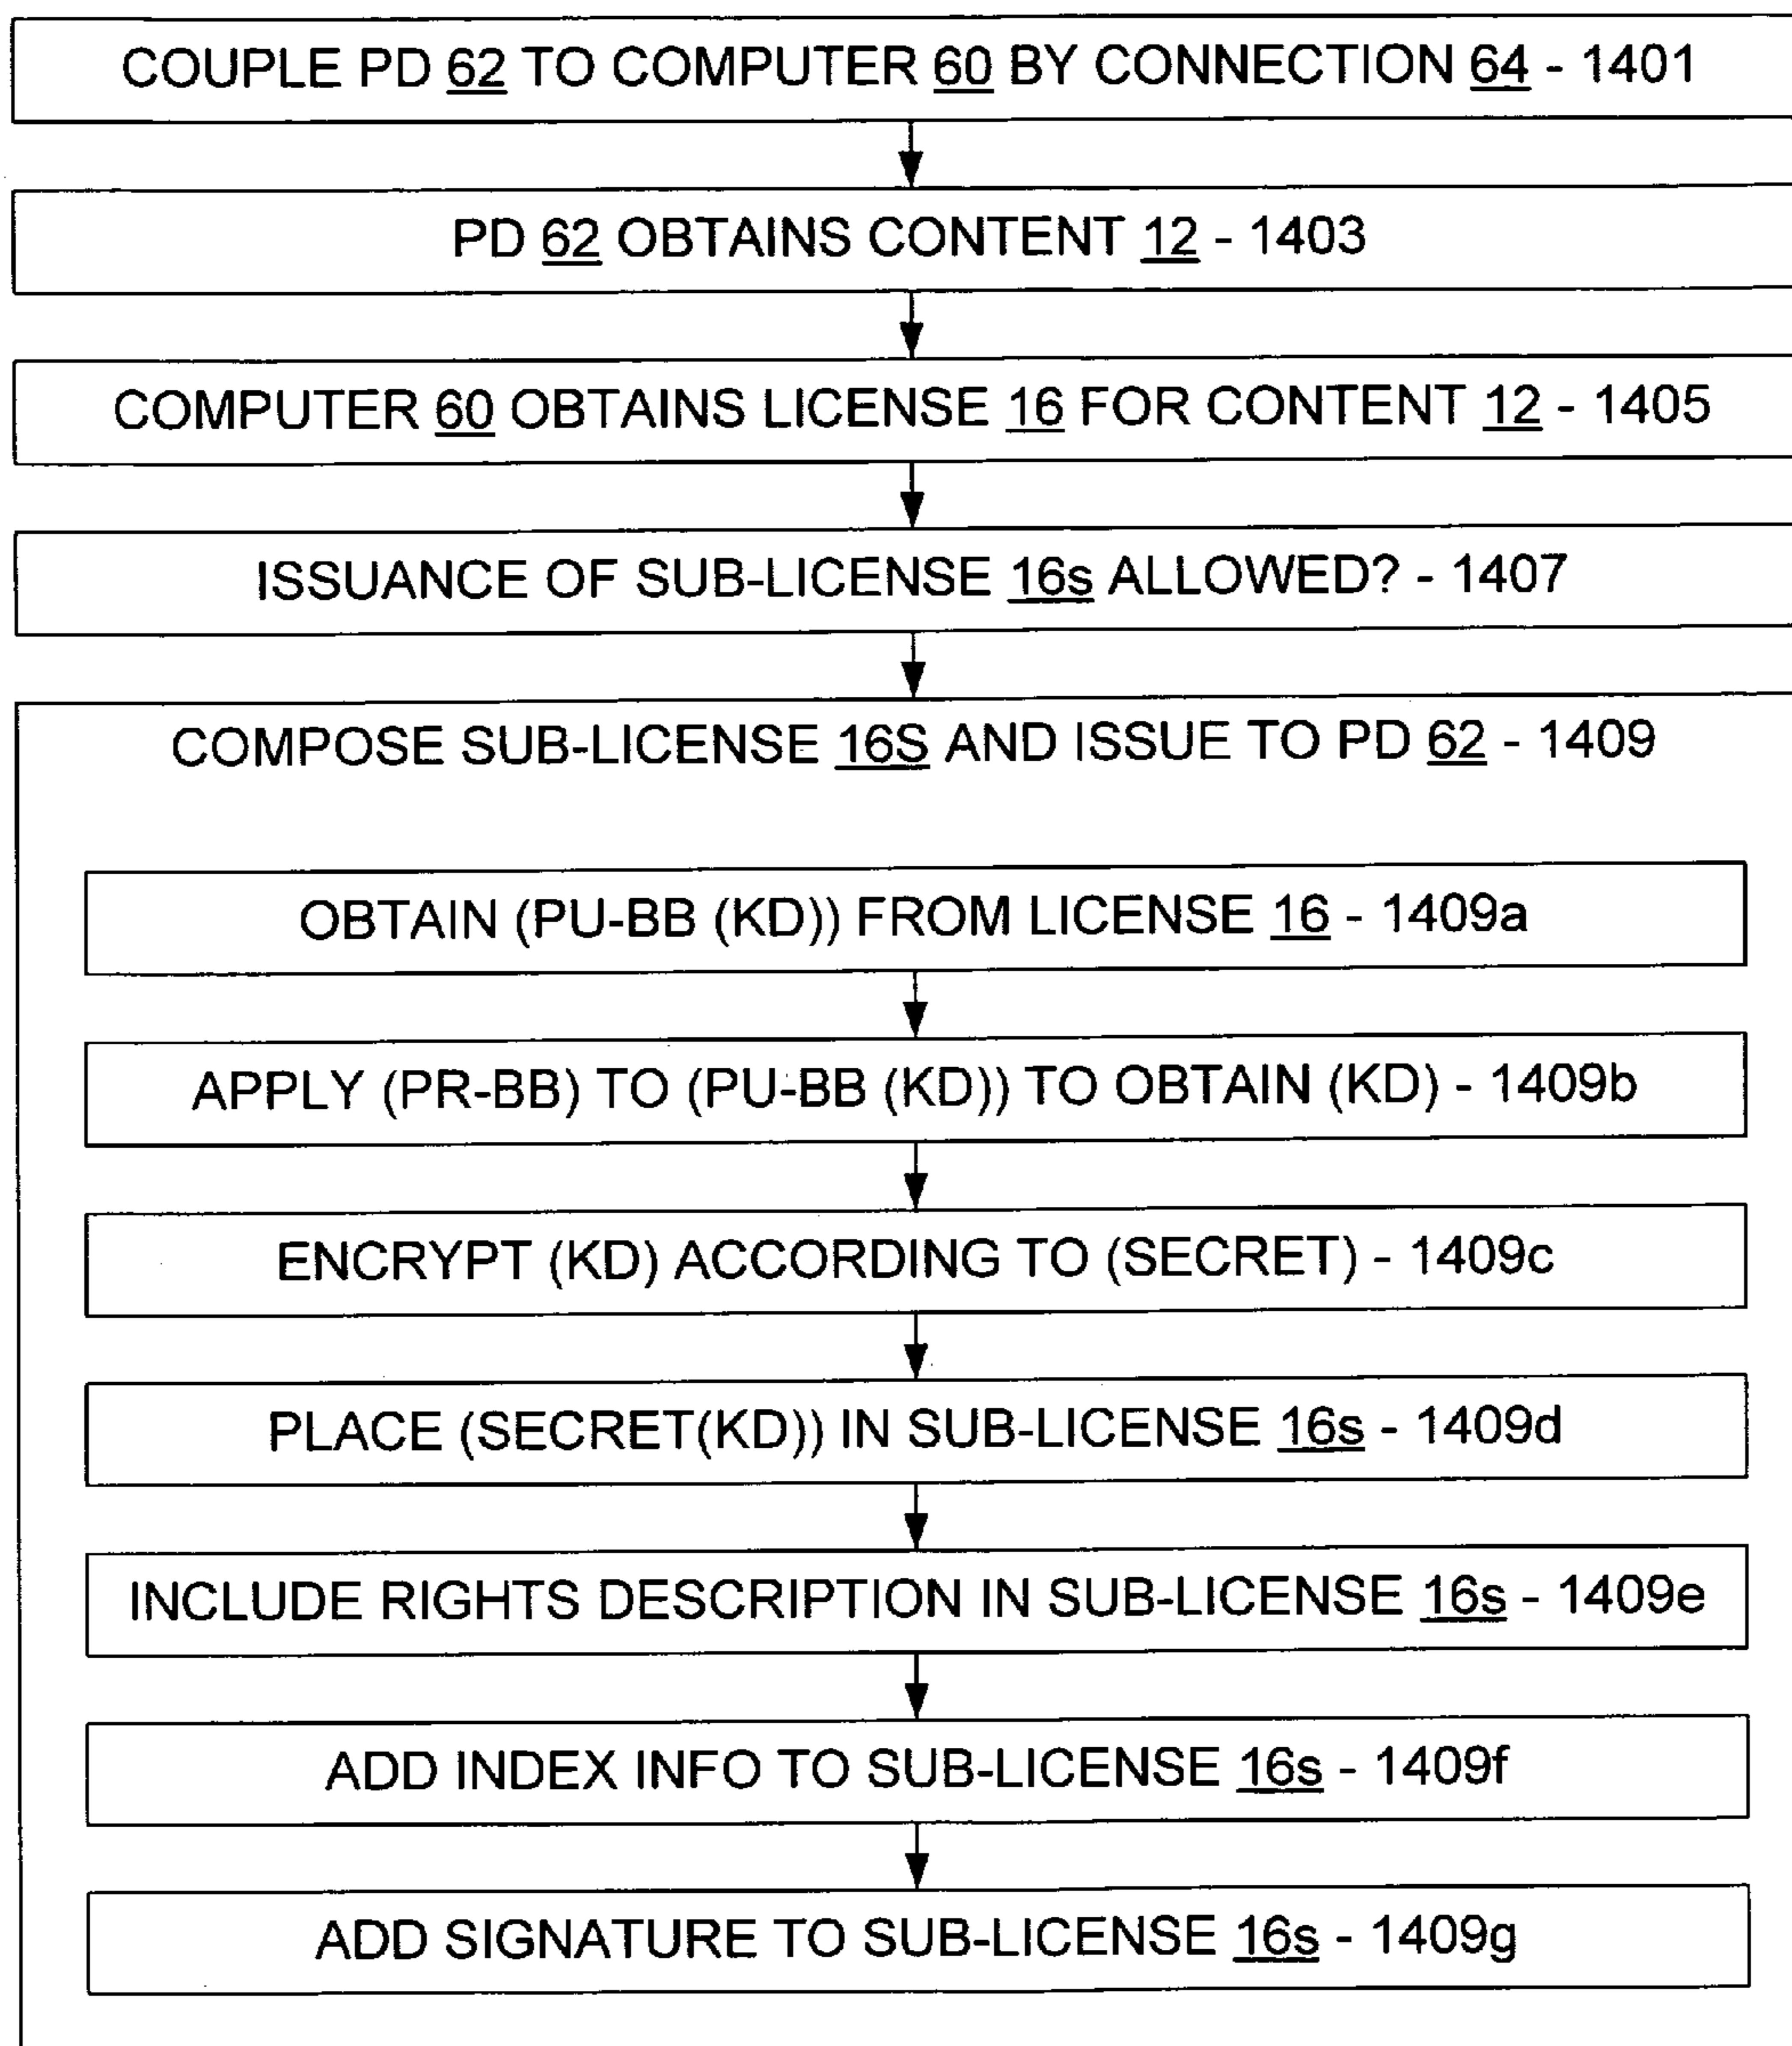 COUPLE PD 62 TO COMPUTER 60 BY CONNECTION 64 - 1401
PD 62 OBTAINS CONTENT 12 - 1403
COMPUTER 60 OBTAINS LICENSE 16 FOR CONTENT 12 - 1405
ISSUANCE OF SUB-LICENSE 16s ALLOWED? - 1407
COMPOSE SUB-LICENSE 16S AND ISSUE TO PD 62 - 1409
OBTAIN (PU-BB (KD)) FROM LICENSE 16 - 1409a
APPLY (PR-BB) TO (PU-BB (KD)) TO OBTAIN (KD) - 1409b
ENCRYPT (KD) ACCORDING TO (SECRET) - 1409c
PLACE (SECRET(KD)) IN SUB-LICENSE 16s - 1409d
INCLUDE RIGHTS DESCRIPTION IN SUB-LICENSE 16s - 1409e
ADD INDEX INFO TO SUB-LICENSE 16s - 1409f
ADD SIGNATURE TO SUB-LICENSE 16s - 1409g